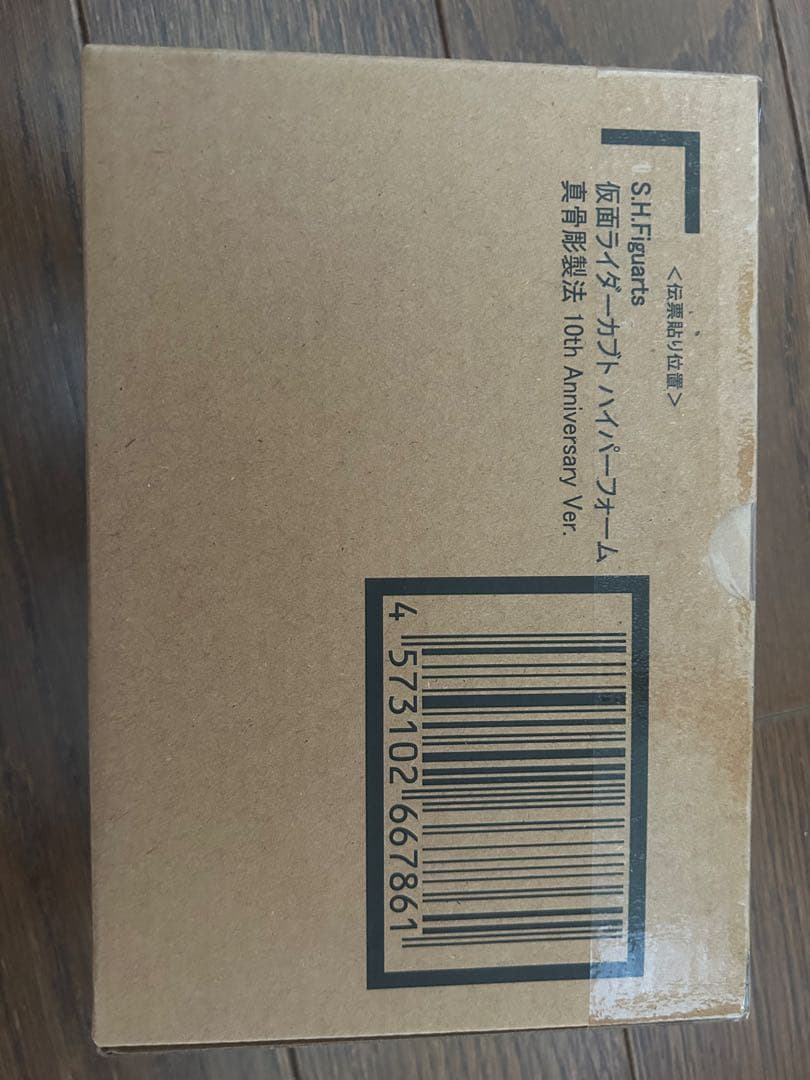 <伝票貼り位置>
S.H.Figuarts
仮面ライダーカブト ハイパーフォーム
真骨彫製法 10th Anniversary Ver.
4 573102 667861